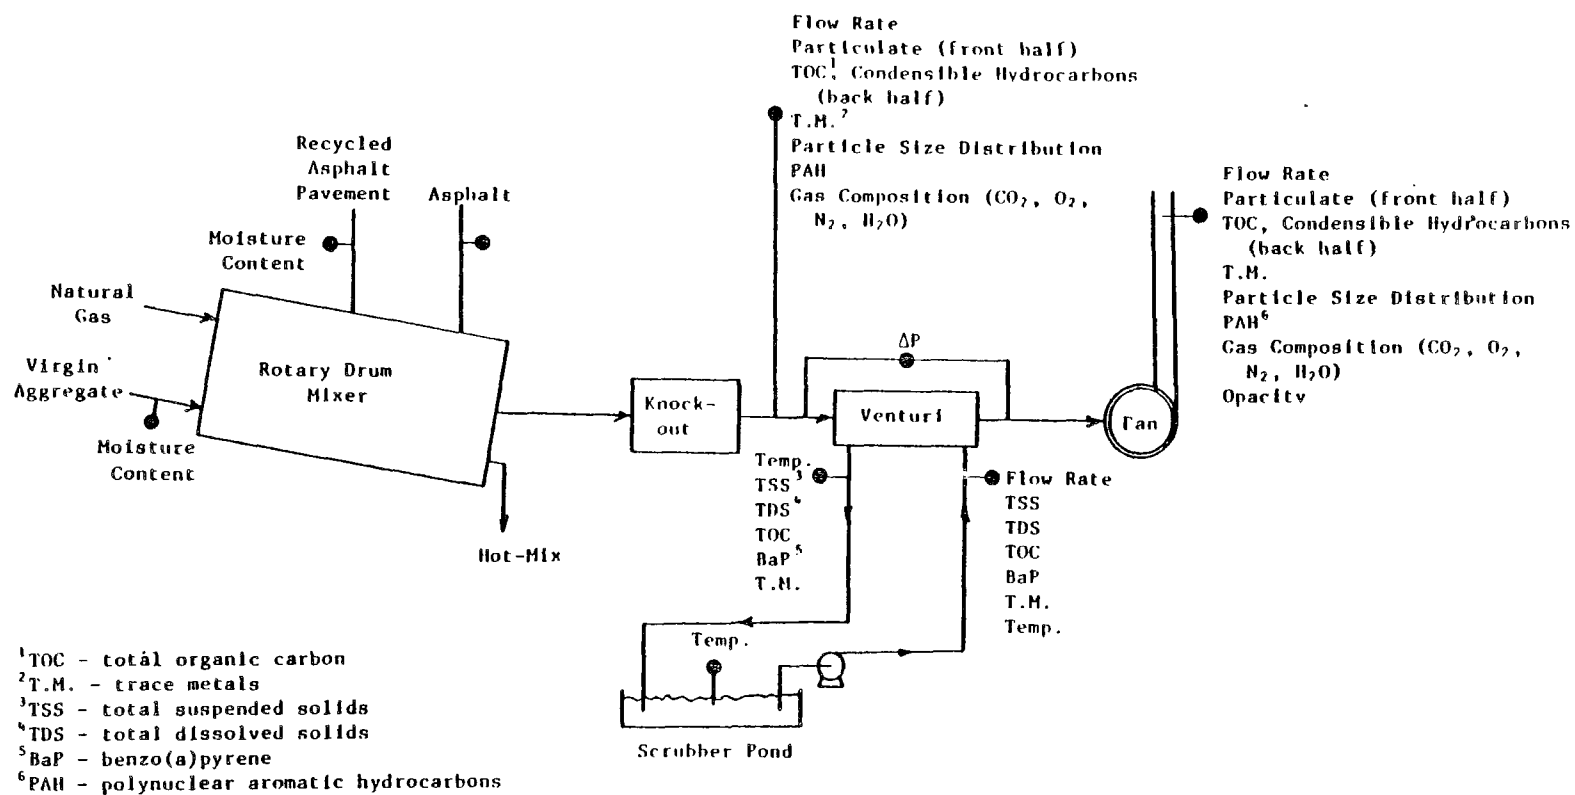 Flow Rate
Particulate (front half)
TOC¹, Condensible Hydrocarbons
(back half)
T.M.²
Particle Size Distribution
PAH
Gas Composition (CO₂, O₂,
N₂, H₂O)
Recycled
Asphalt
Pavement
Asphalt
Moisture
Content
Natural
Gas
Virgin
Aggregate
Moisture
Content
Rotary Drum
Mixer
Hot-Mix
Knock-
out
ΔP
Venturi
Fan
Flow Rate
Particulate (front half)
TOC, Condensible Hydrocarbons
(back half)
T.M.
Particle Size Distribution
PAH⁶
Gas Composition (CO₂, O₂,
N₂, H₂O)
Opacity
Temp.
TSS³
TDS⁴
TOC
BaP⁵
T.M.
Flow Rate
TSS
TDS
TOC
BaP
T.M.
Temp.
Temp.
Scrubber Pond
¹TOC - total organic carbon
²T.M. - trace metals
³TSS - total suspended solids
⁴TDS - total dissolved solids
⁵BaP - benzo(a)pyrene
⁶PAH - polynuclear aromatic hydrocarbons